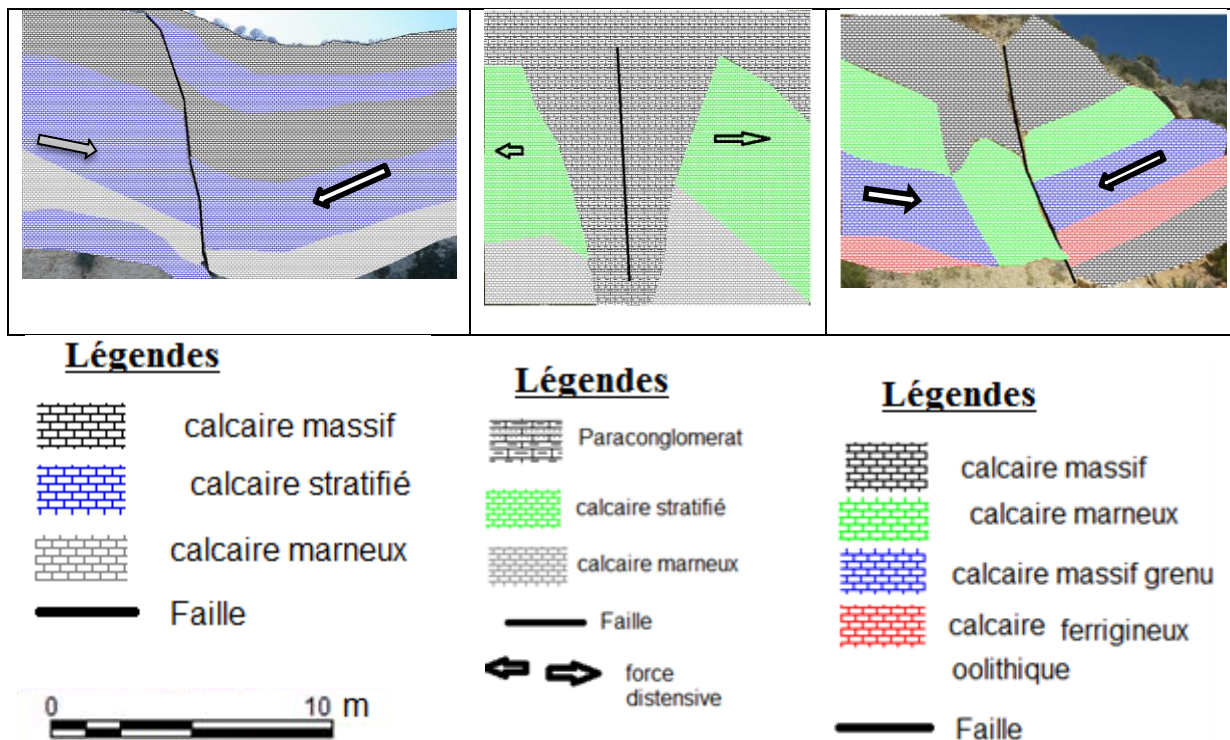 Légendes
calcaire massif
calcaire stratifié
calcaire marneux
Faille
0 10 m
Légendes
Paraconglomerat
calcaire stratifié
calcaire marneux
Faille
force
distensive
Légendes
calcaire massif
calcaire marneux
calcaire massif grenu
calcaire ferrigineux
oolithique
Faille